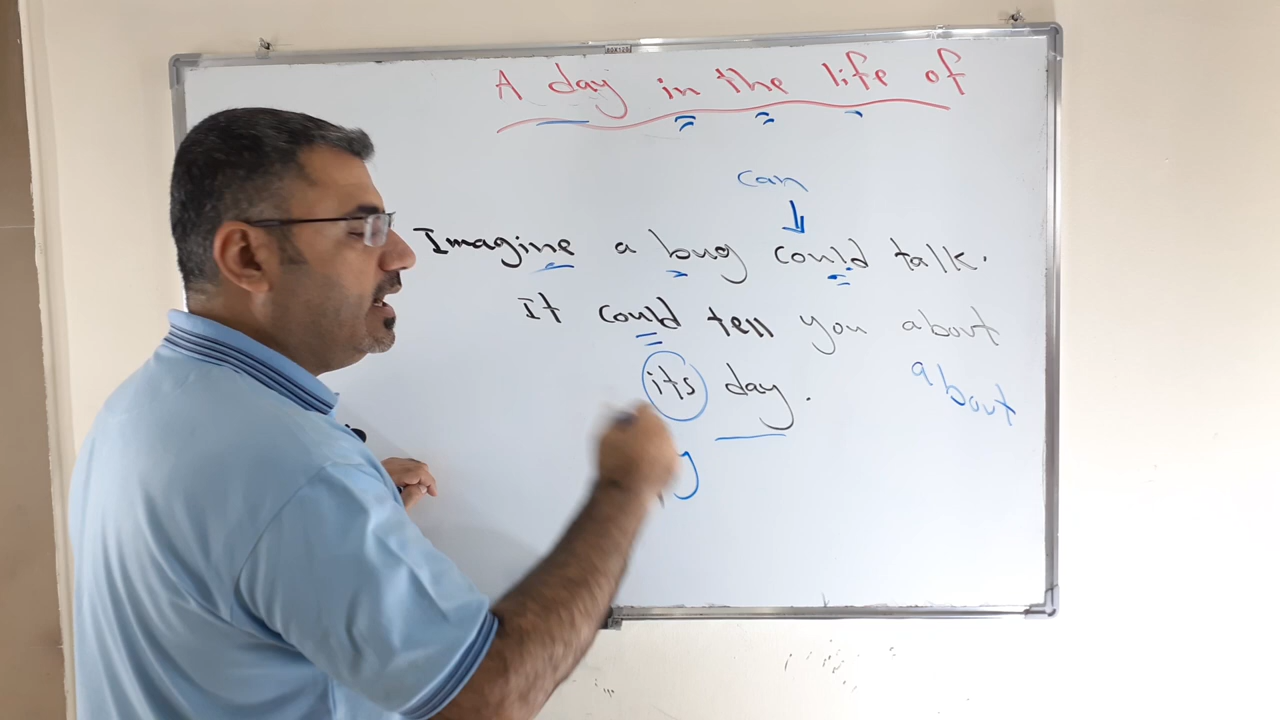 A day in the life of
can
Imagine a bug could talk.
It could tell you about
its day.
about